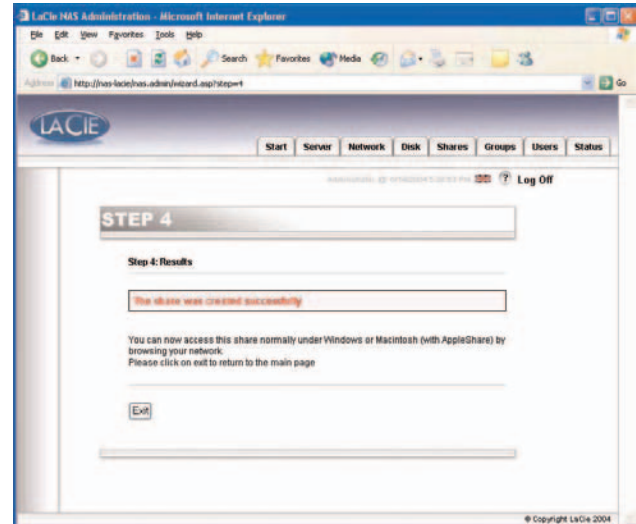 LaCie NAS Administration - Microsoft Internet Explorer
File Edit View Favorites Tools Help
Back Search Favorites Media
Address http://nas-lacie/nas.admin/wizard.asp?step=4 Go
LACIE
Start Server Network Disk Shares Groups Users Status
? Log Off
STEP 4
Step 4: Results
The share was created successfully
You can now access this share normally under Windows or Macintosh (with AppleShare) by
browsing your network.
Please click on exit to return to the main page
Exit
© Copyright LaCie 2004